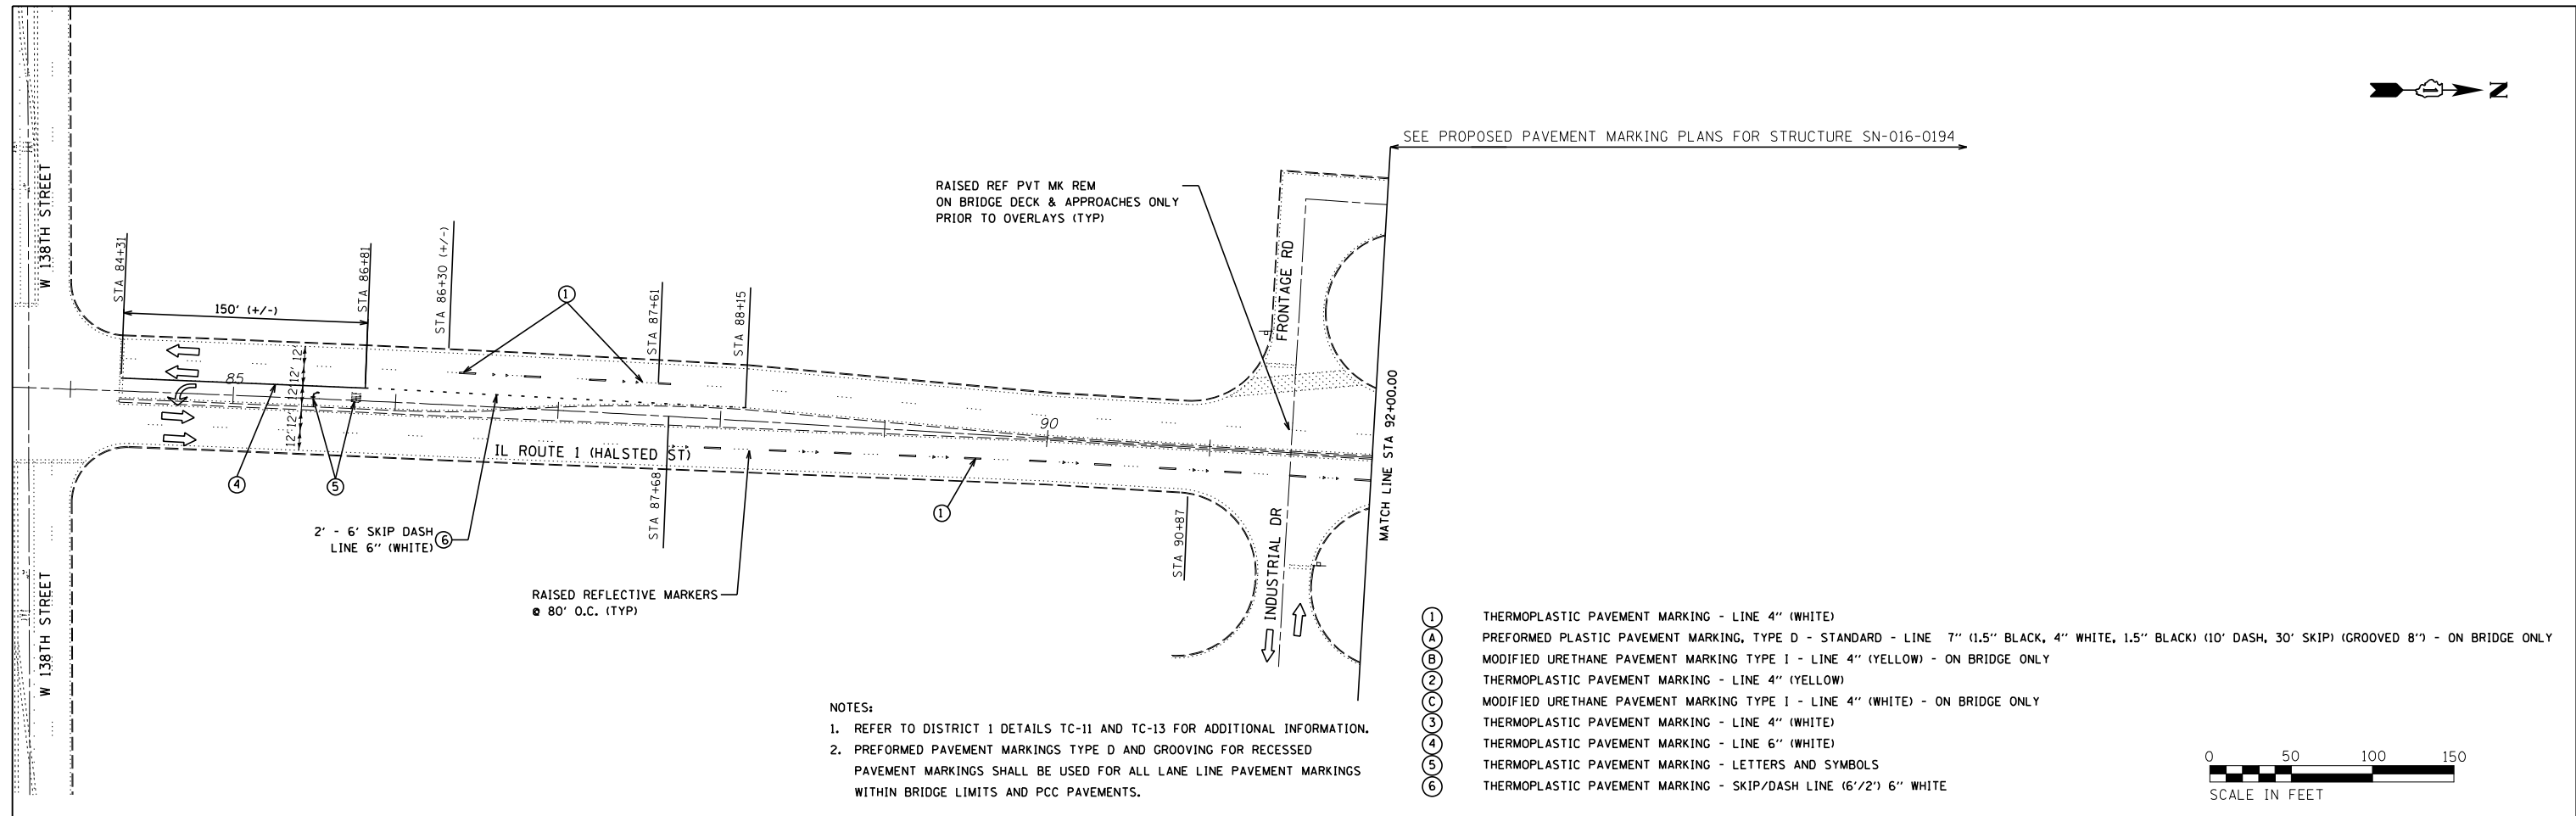 N
SEE PROPOSED PAVEMENT MARKING PLANS FOR STRUCTURE SN-016-0194
W 138TH STREET
RAISED REF PVT MK REM
ON BRIDGE DECK & APPROACHES ONLY
PRIOR TO OVERLAYS (TYP)
STA 84+31
STA 86+81
STA 86+30 (+/-)
STA 87+61
STA 88+15
FRONTAGE RD
150' (+/-)
1
85
12'
12'
12'
12'
12'
90
MATCH LINE STA 92+00.00
IL ROUTE 1 (HALSTED ST)
4
5
1
STA 87+68
STA 90+87
INDUSTRIAL DR
2' - 6' SKIP DASH
LINE 6" (WHITE)
6
W 138TH STREET
RAISED REFLECTIVE MARKERS
@ 80' O.C. (TYP)
1 THERMOPLASTIC PAVEMENT MARKING - LINE 4" (WHITE)
A PREFORMED PLASTIC PAVEMENT MARKING, TYPE D - STANDARD - LINE 7" (1.5" BLACK, 4" WHITE, 1.5" BLACK) (10' DASH, 30' SKIP) (GROOVED 8") - ON BRIDGE ONLY
B MODIFIED URETHANE PAVEMENT MARKING TYPE I - LINE 4" (YELLOW) - ON BRIDGE ONLY
2 THERMOPLASTIC PAVEMENT MARKING - LINE 4" (YELLOW)
C MODIFIED URETHANE PAVEMENT MARKING TYPE I - LINE 4" (WHITE) - ON BRIDGE ONLY
3 THERMOPLASTIC PAVEMENT MARKING - LINE 4" (WHITE)
4 THERMOPLASTIC PAVEMENT MARKING - LINE 6" (WHITE)
5 THERMOPLASTIC PAVEMENT MARKING - LETTERS AND SYMBOLS
6 THERMOPLASTIC PAVEMENT MARKING - SKIP/DASH LINE (6'/2') 6" WHITE
NOTES:
1. REFER TO DISTRICT 1 DETAILS TC-11 AND TC-13 FOR ADDITIONAL INFORMATION.
2. PREFORMED PAVEMENT MARKINGS TYPE D AND GROOVING FOR RECESSED
PAVEMENT MARKINGS SHALL BE USED FOR ALL LANE LINE PAVEMENT MARKINGS
WITHIN BRIDGE LIMITS AND PCC PAVEMENTS.
0 50 100 150
SCALE IN FEET